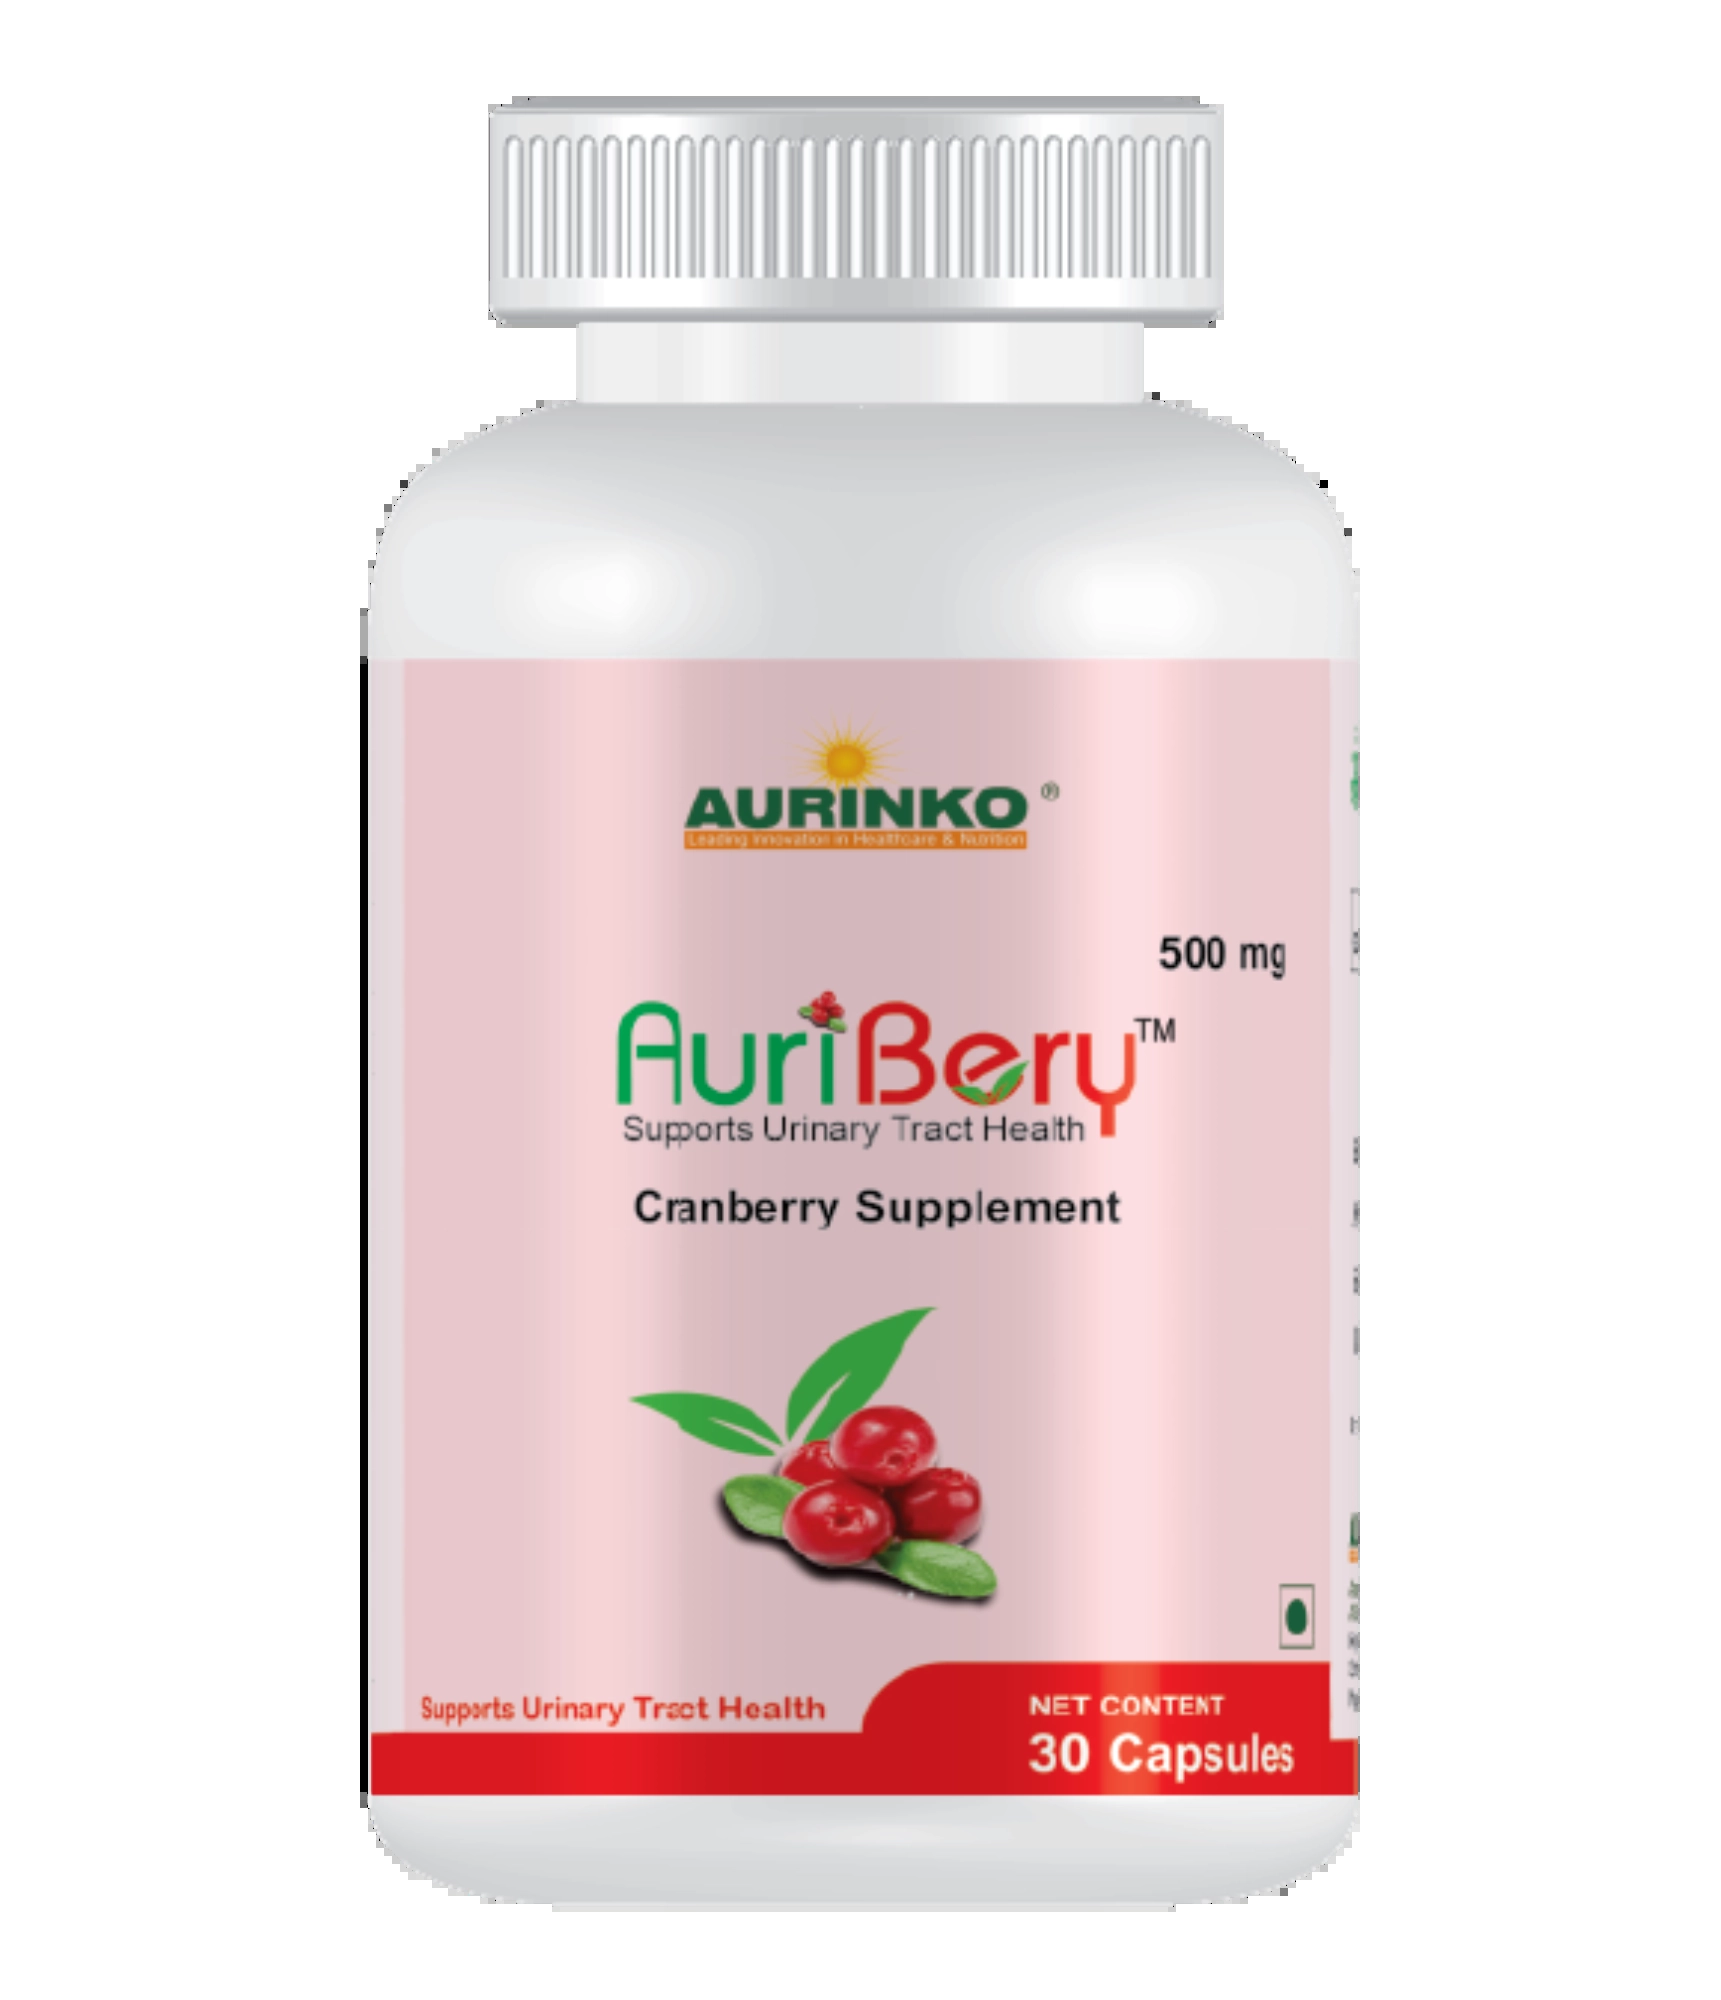 AURINKO ®
Leading Innovation in Healthcare & Nutrition
500 mg
AuriBery™
Supports Urinary Tract Health
Cranberry Supplement
Supports Urinary Tract Health
NET CONTENT
30 Capsules